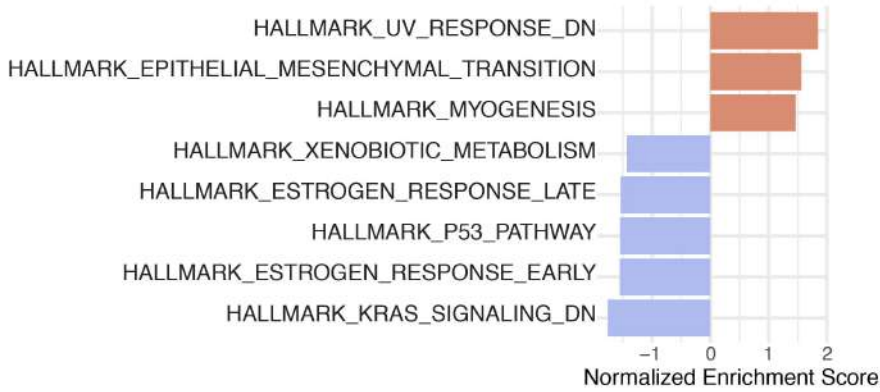 HALLMARK_UV_RESPONSE_DN
HALLMARK_EPITHELIAL_MESENCHYMAL_TRANSITION
HALLMARK_MYOGENESIS
HALLMARK_XENOBIOTIC_METABOLISM
HALLMARK_ESTROGEN_RESPONSE_LATE
HALLMARK_P53_PATHWAY
HALLMARK_ESTROGEN_RESPONSE_EARLY
HALLMARK_KRAS_SIGNALING_DN
−1 0 1 2
Normalized Enrichment Score